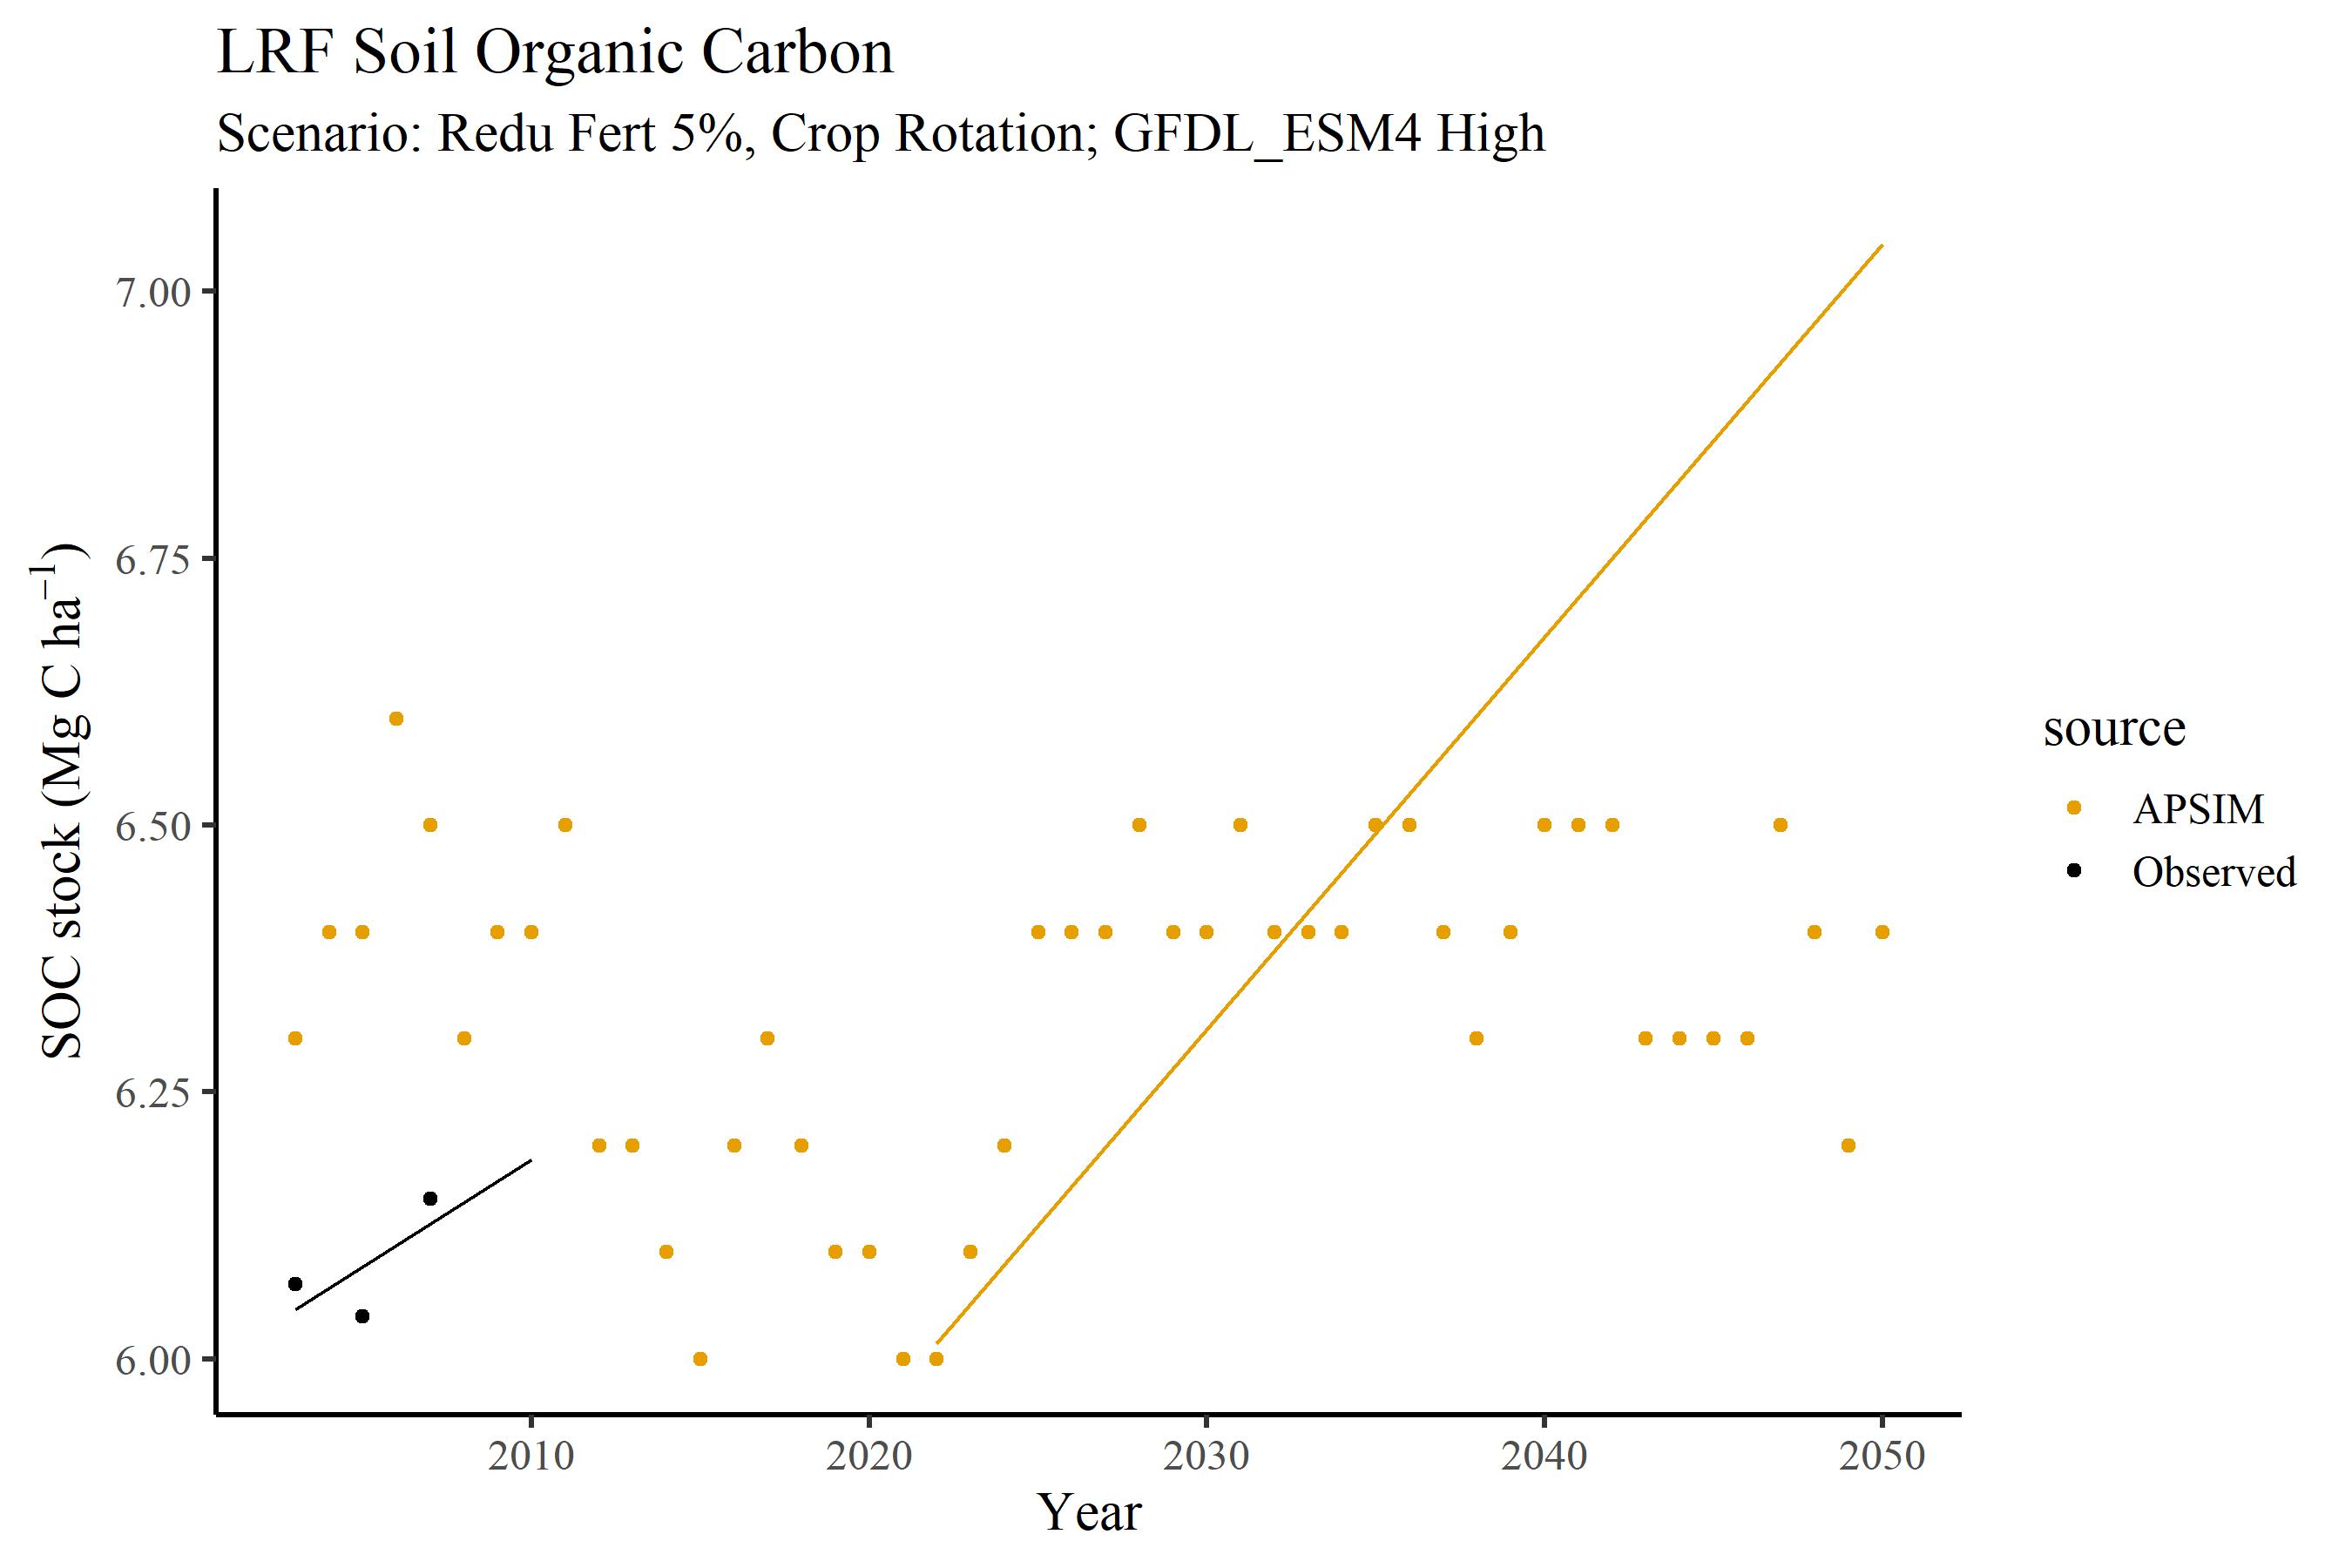 LRF Soil Organic Carbon
Scenario: Redu Fert 5%, Crop Rotation; GFDL_ESM4 High
SOC stock (Mg C ha⁻¹)
7.00
6.75
6.50
6.25
6.00
2010 2020 2030 2040 2050
Year
source
APSIM
Observed